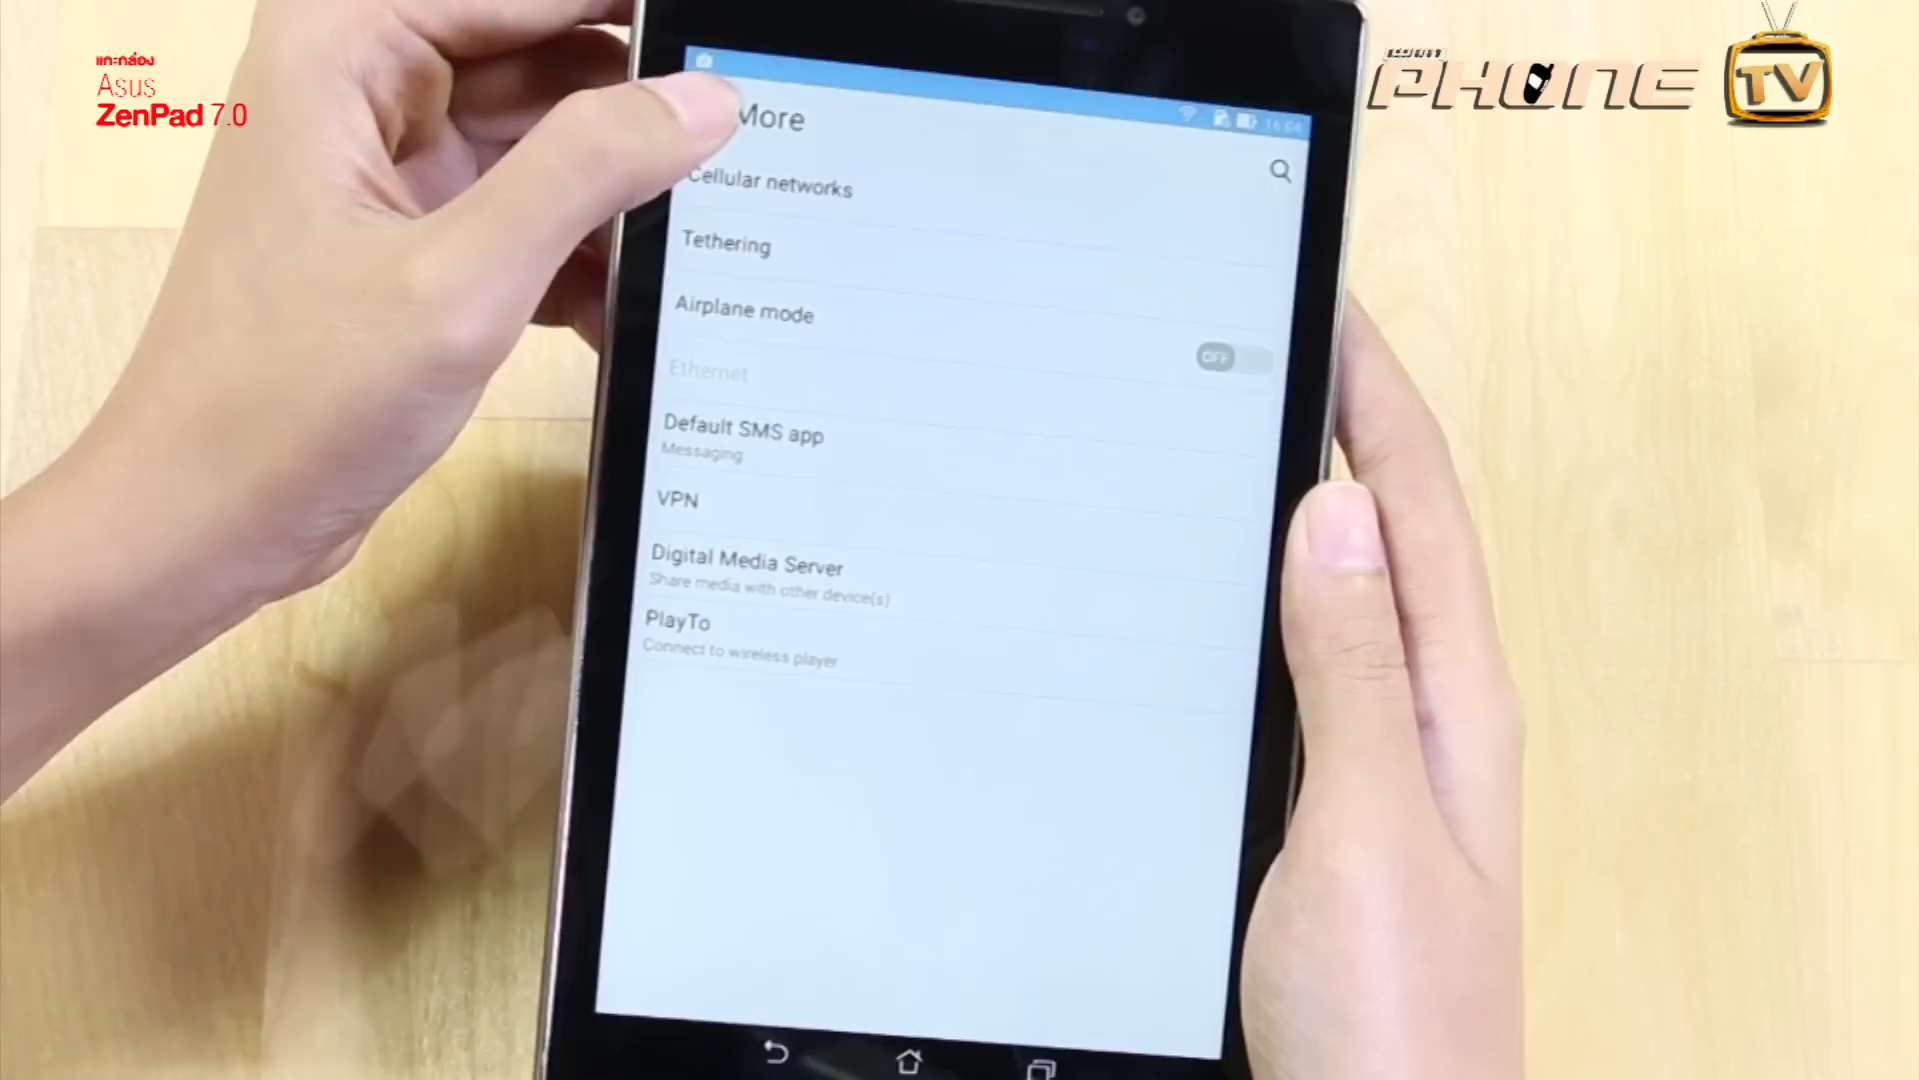 แกะกล่อง
Asus
ZenPad 7.0
PHONE
TV
16:04
More
Cellular networks
Tethering
Airplane mode
OFF
Ethernet
Default SMS app
Messaging
VPN
Digital Media Server
Share media with other device(s)
PlayTo
Connect to wireless player